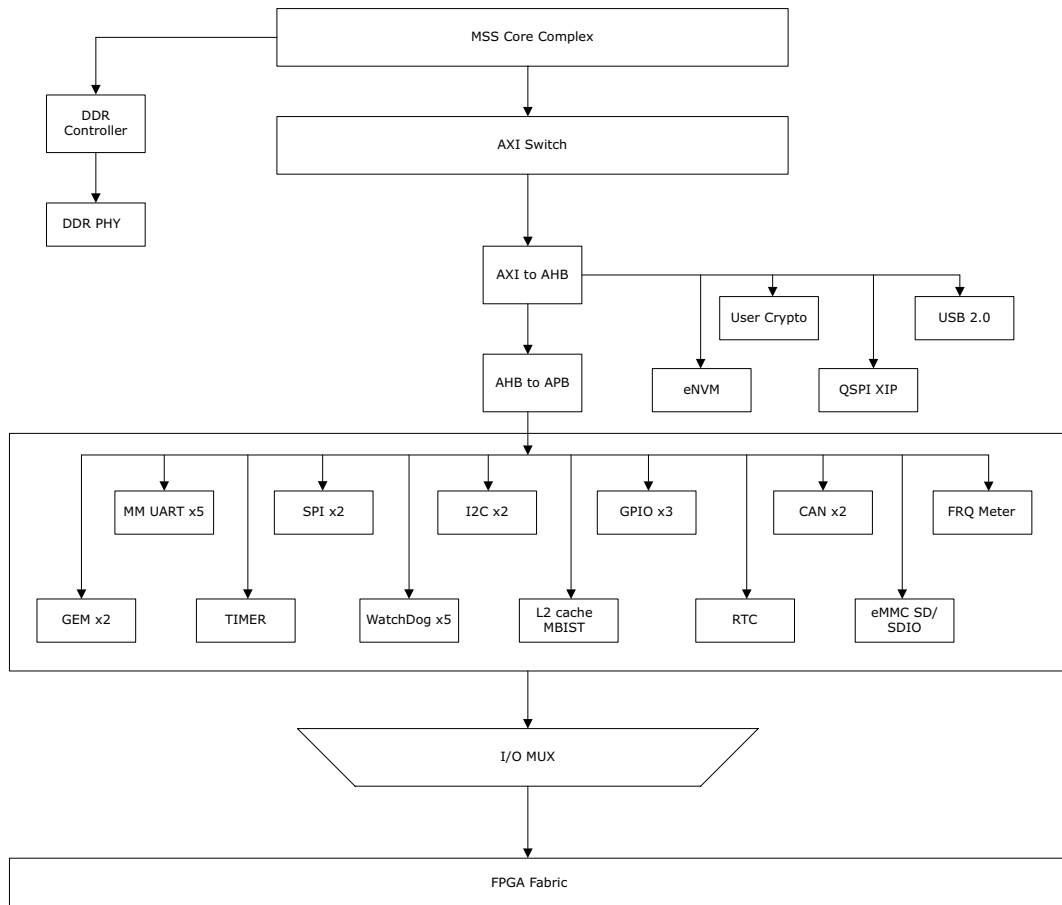 MSS Core Complex
DDR
Controller
AXI Switch
DDR PHY
AXI to AHB
User Crypto
USB 2.0
AHB to APB
eNVM
QSPI XIP
MM UART x5
SPI x2
I2C x2
GPIO x3
CAN x2
FRQ Meter
GEM x2
TIMER
WatchDog x5
L2 cache
MBIST
RTC
eMMC SD/
SDIO
I/O MUX
FPGA Fabric